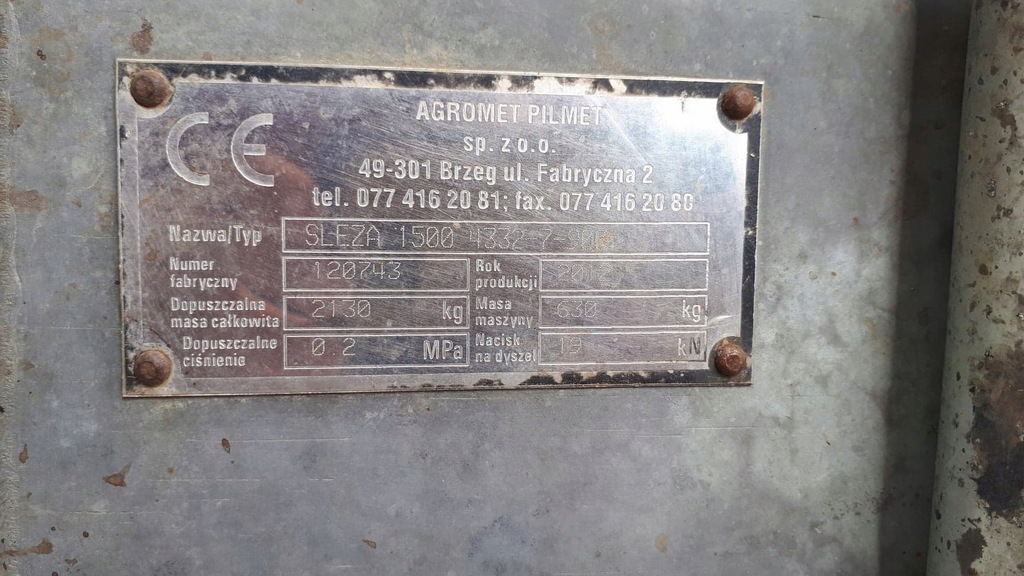 CE
AGROMET PILMET
sp. z o.o.
49-301 Brzeg ul. Fabryczna 2
tel. 077 416 20 81; fax. 077 416 20 80
Nazwa/Typ SLEZA 1500
Numer fabryczny 120743 Rok produkcji
Dopuszczalna masa całkowita 2130 kg Masa maszyny 630 kg
Dopuszczalne ciśnienie 0.2 MPa Nacisk na dyszel 19 kN